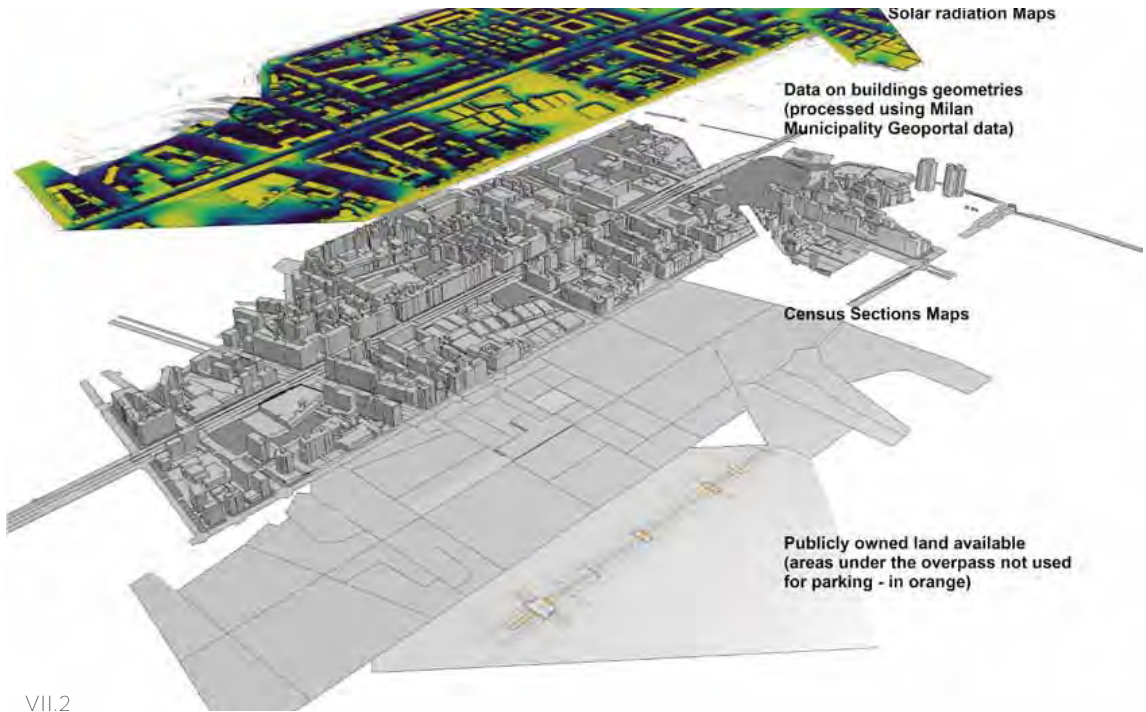 Solar radiation Maps
Data on buildings geometries
(processed using Milan
Municipality Geoportal data)
Census Sections Maps
Publicly owned land available
(areas under the overpass not used
for parking - in orange)
VII.2